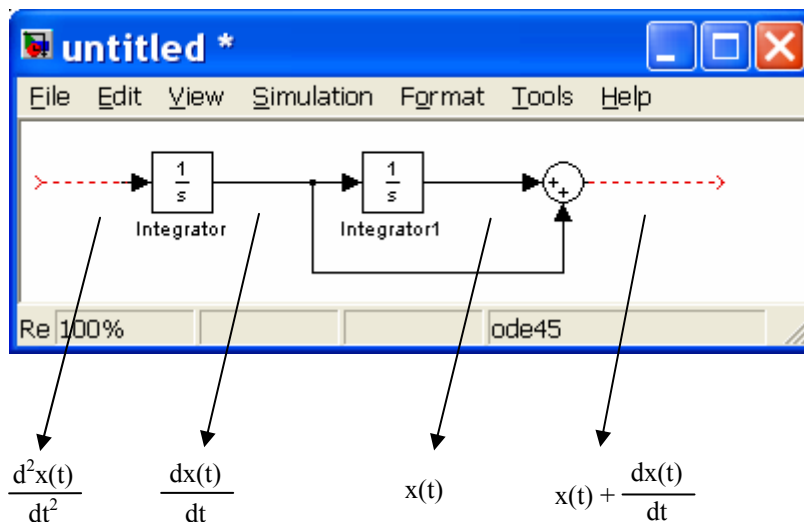 untitled *
File Edit View Simulation Format Tools Help
1 1
s s
+
+
Integrator Integrator1
Re 100% ode45
d²x(t) dx(t) x(t) x(t) + dx(t)
dt² dt dt